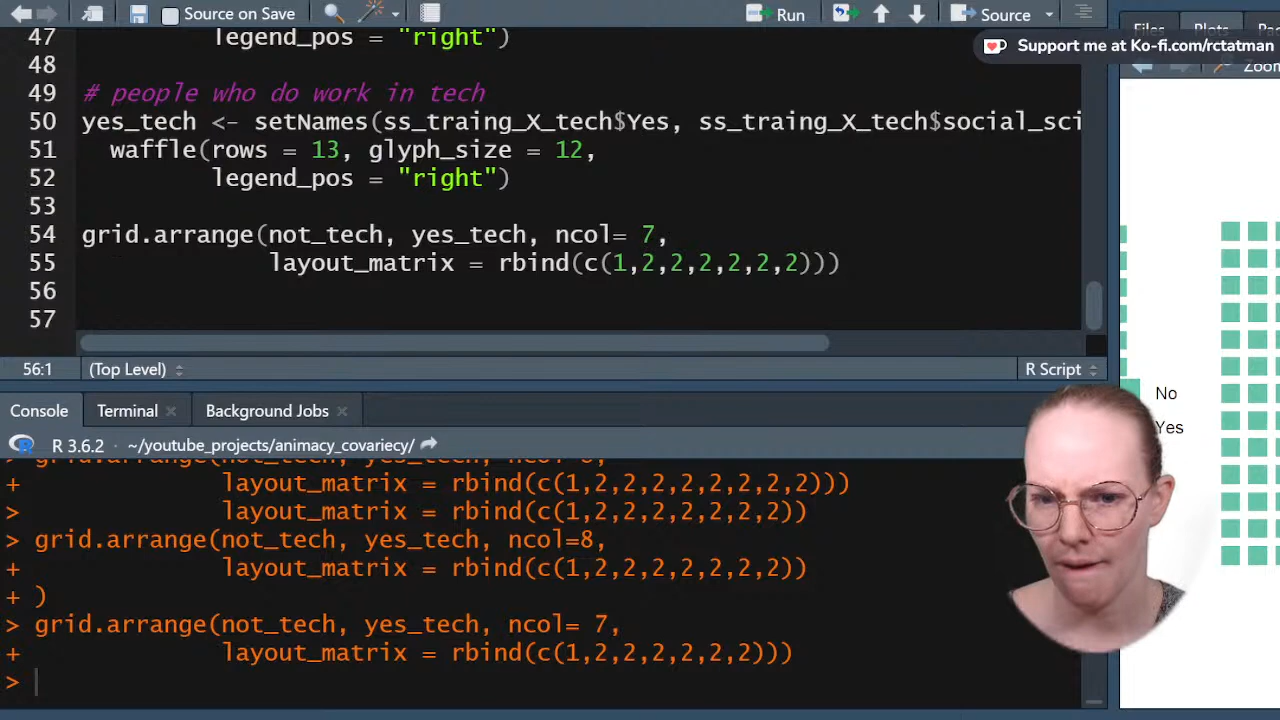 Source on Save
Run
Source
Files
Plots
Support me at Ko-fi.com/rctatman
Zoom
47 legend_pos = "right")
48
49 # people who do work in tech
50 yes_tech <- setNames(ss_traing_X_tech$Yes, ss_traing_X_tech$social_sci
51 waffle(rows = 13, glyph_size = 12,
52 legend_pos = "right")
53
54 grid.arrange(not_tech, yes_tech, ncol= 7,
55 layout_matrix = rbind(c(1,2,2,2,2,2,2)))
56
57
56:1 (Top Level)
R Script
Console Terminal Background Jobs
R 3.6.2 · ~/youtube_projects/animacy_covariecy/
+ layout_matrix = rbind(c(1,2,2,2,2,2,2,2,2)))
> layout_matrix = rbind(c(1,2,2,2,2,2,2,2))
> grid.arrange(not_tech, yes_tech, ncol=8,
+ layout_matrix = rbind(c(1,2,2,2,2,2,2,2))
+ )
> grid.arrange(not_tech, yes_tech, ncol= 7,
+ layout_matrix = rbind(c(1,2,2,2,2,2,2)))
>
No
Yes